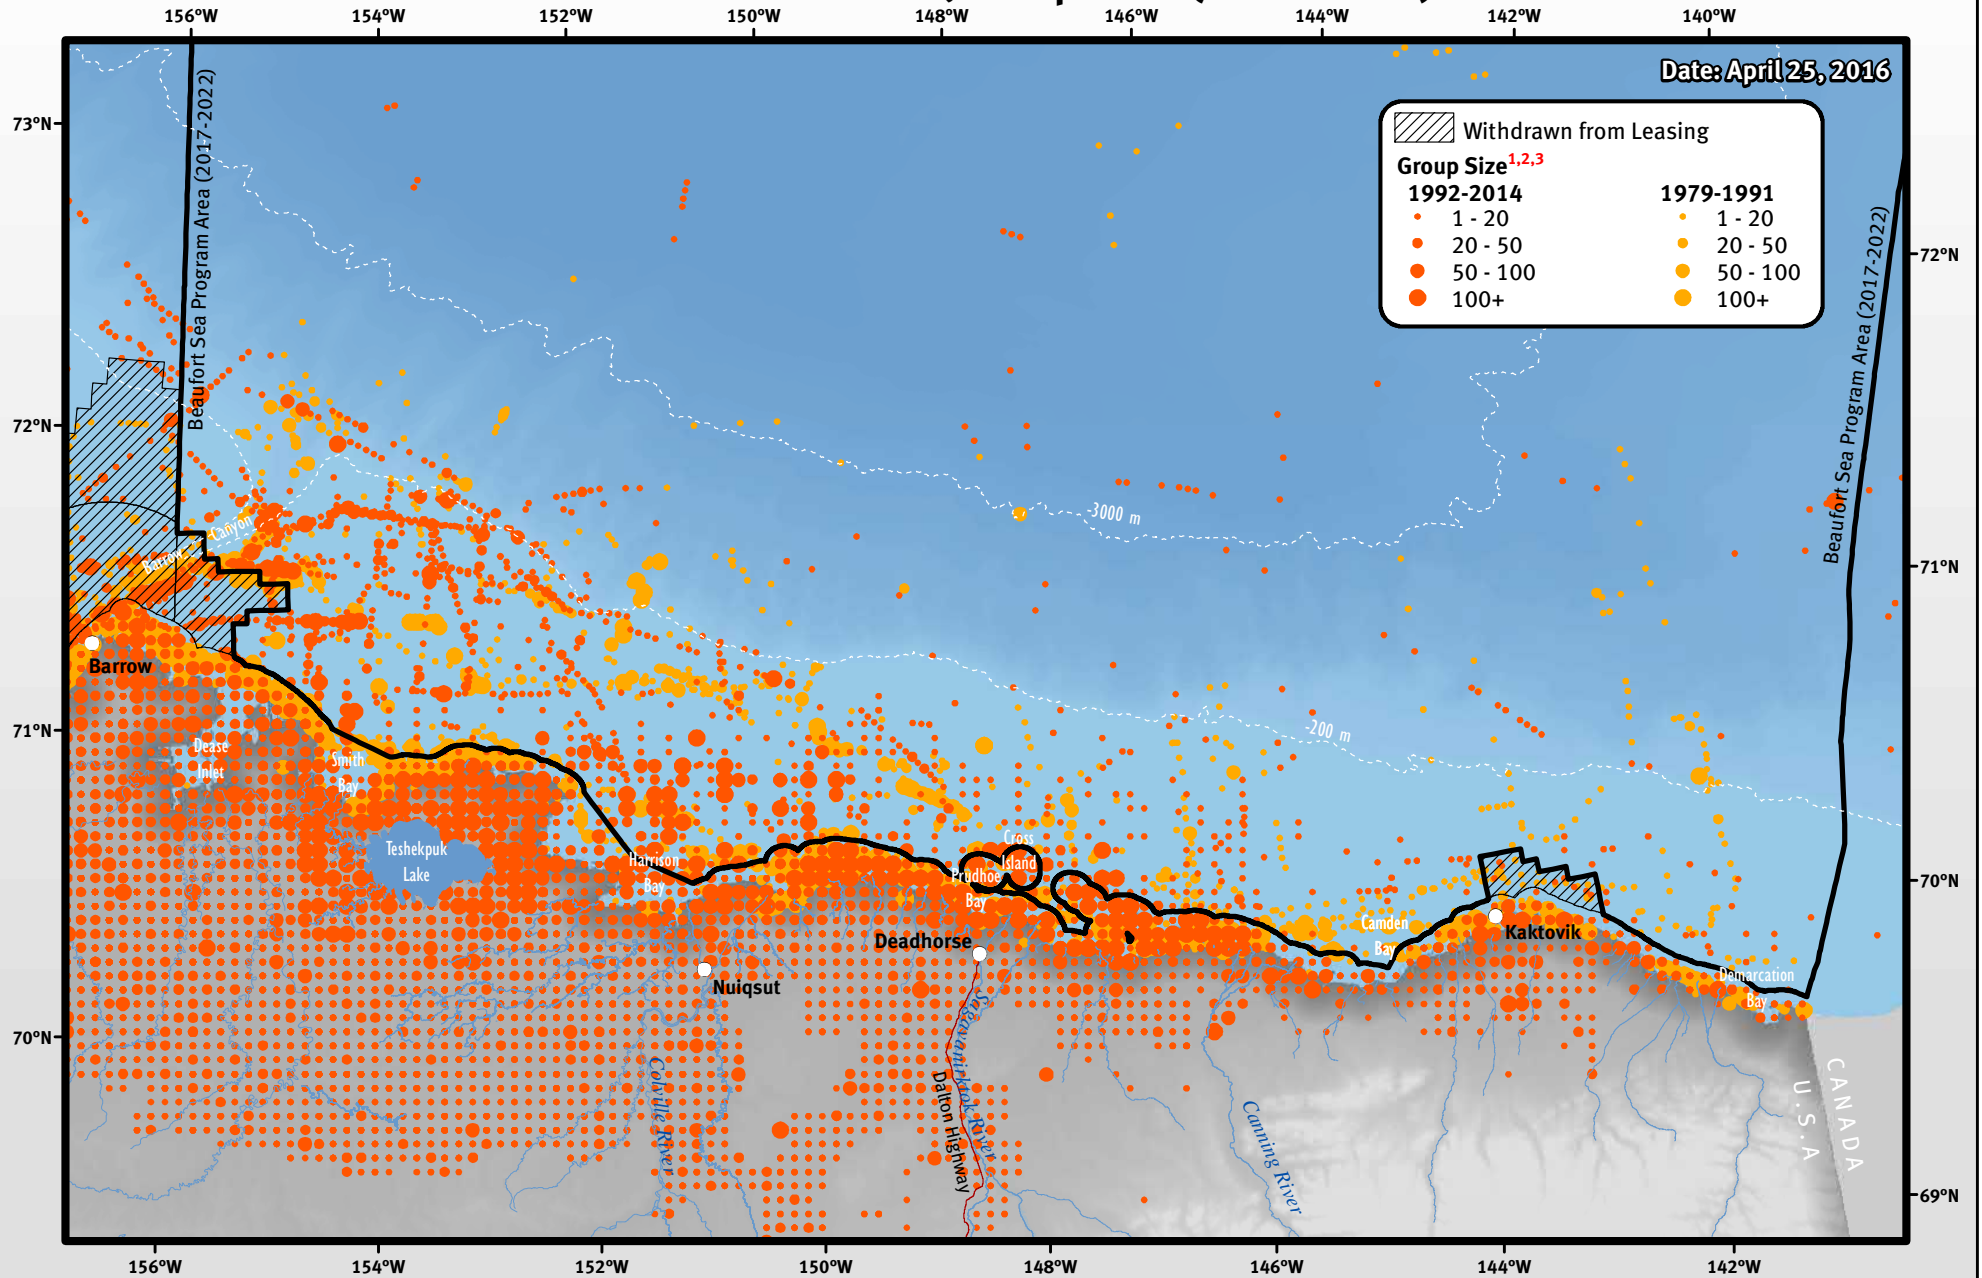 156°W 154°W 152°W 150°W 148°W 146°W 144°W 142°W 140°W
Date: April 25, 2016
73°N
Withdrawn from Leasing
Group Size1,2,3
1992-2014 1979-1991
1 - 20 1 - 20
20 - 50 20 - 50
50 - 100 50 - 100
100+ 100+
Beaufort Sea Program Area (2017-2022)
Beaufort Sea Program Area (2017-2022)
72°N
72°N
-3000 m
Barrow Canyon
71°N
Barrow
71°N
-200 m
Dease
Inlet
Smith
Bay
Teshekpuk
Lake
Harrison
Bay
Cross
Island
Prudhoe
Bay
70°N
Camden
Bay
Kaktovik
Deadhorse
Nuiqsut
Demarcation
Bay
70°N
Colville River
Sagavanirktok River
Dalton Highway
Canning River
CANADA
U.S.A
69°N
156°W 154°W 152°W 150°W 148°W 146°W 144°W 142°W